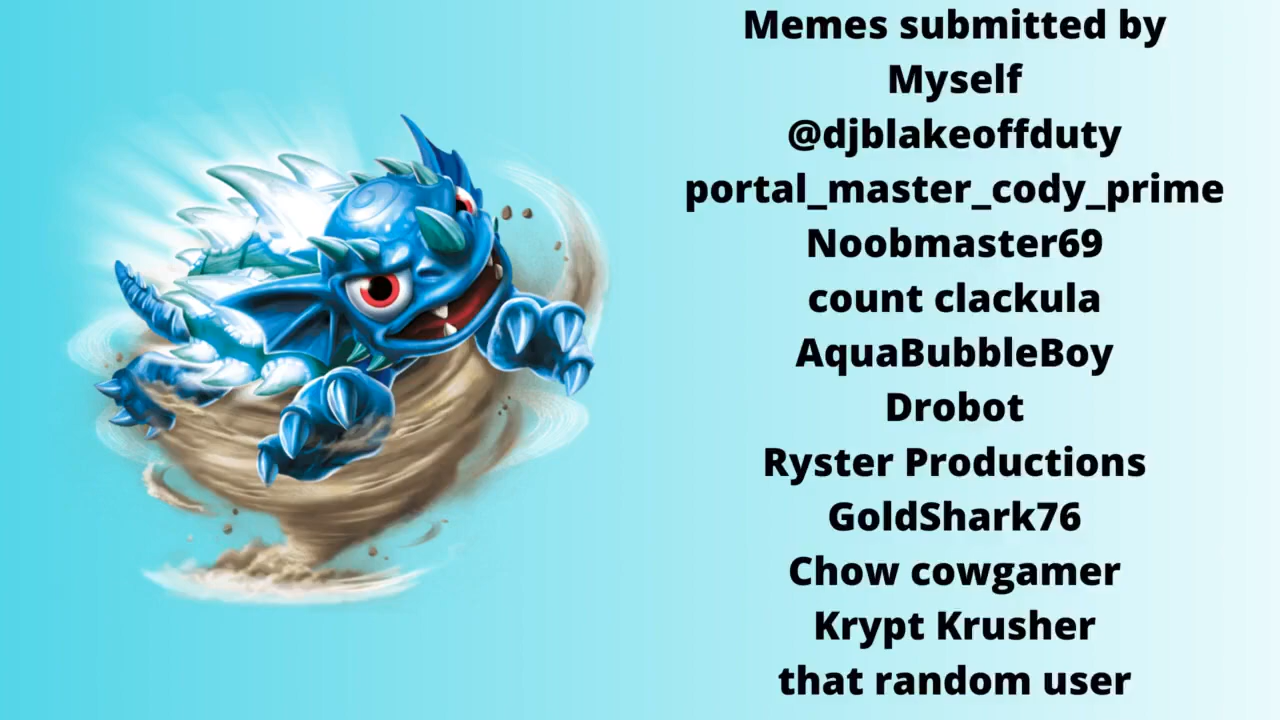 Memes submitted by
Myself
@djblakeoffduty
portal_master_cody_prime
Noobmaster69
count clackula
AquaBubbleBoy
Drobot
Ryster Productions
GoldShark76
Chow cowgamer
Krypt Krusher
that random user